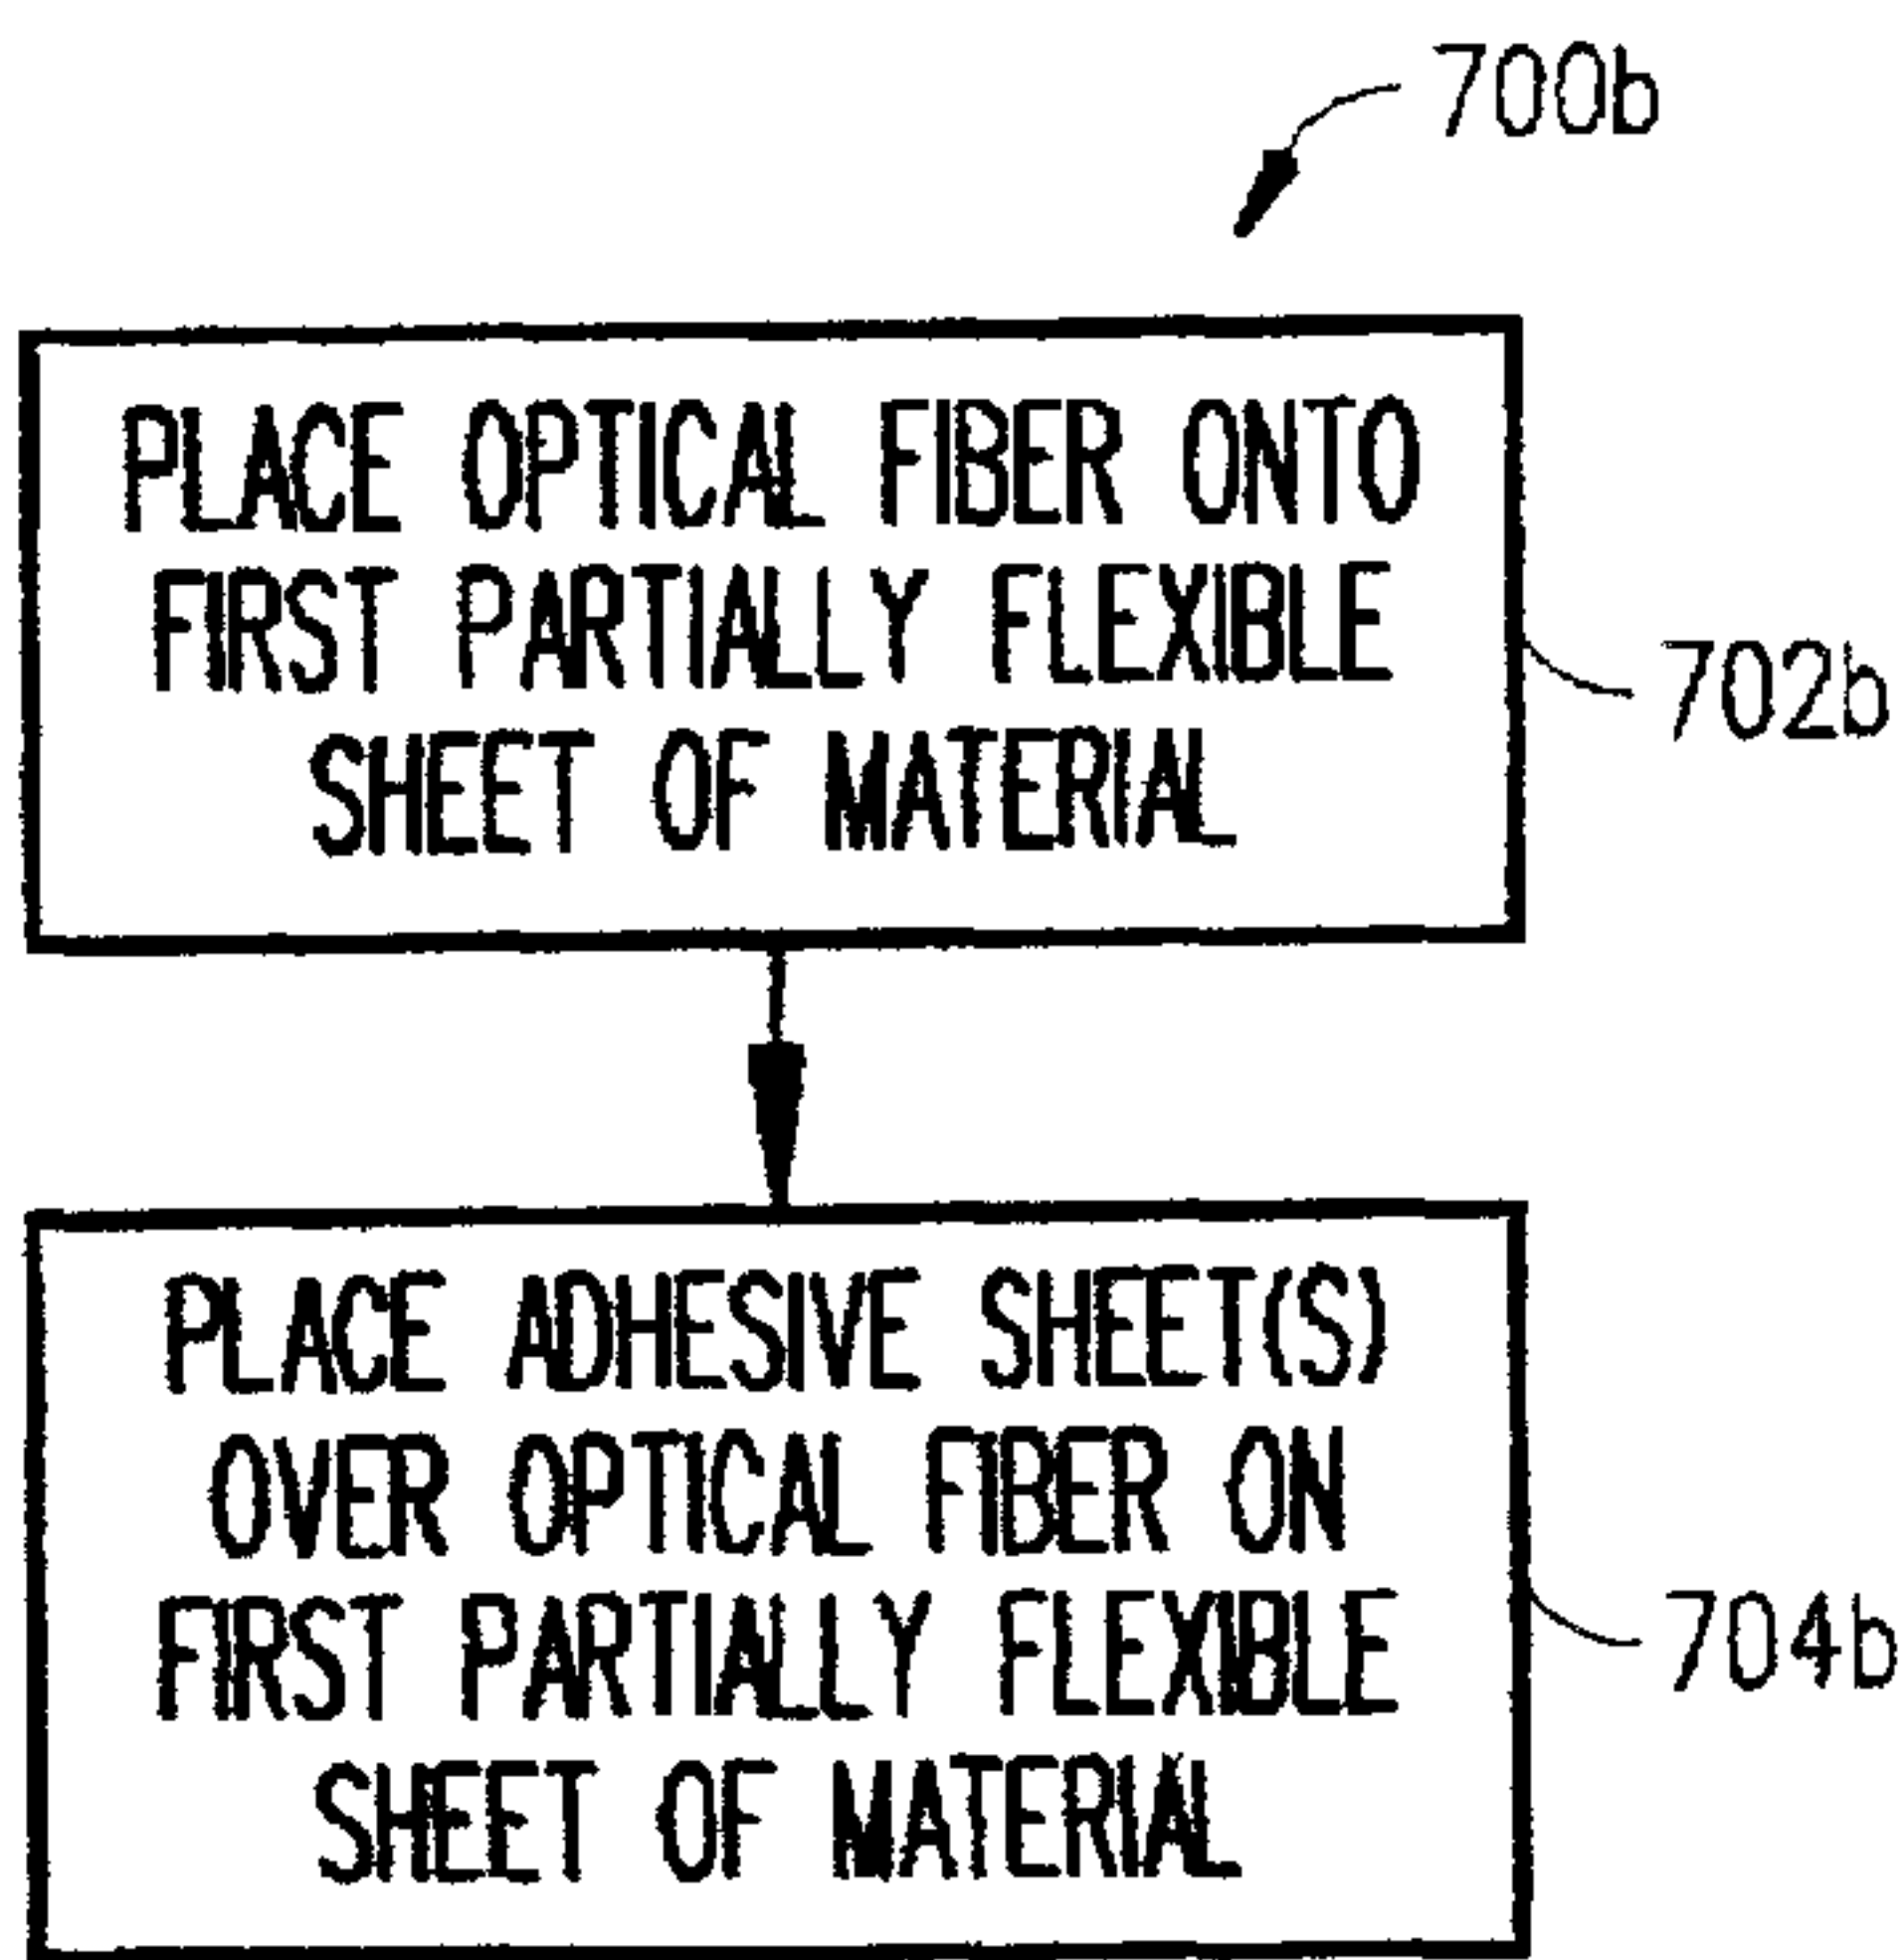 700b
PLACE OPTICAL FIBER ONTO
FIRST PARTIALLY FLEXIBLE
SHEET OF MATERIAL
702b
PLACE ADHESIVE SHEET(S)
OVER OPTICAL FIBER ON
FIRST PARTIALLY FLEXIBLE
SHEET OF MATERIAL
704b